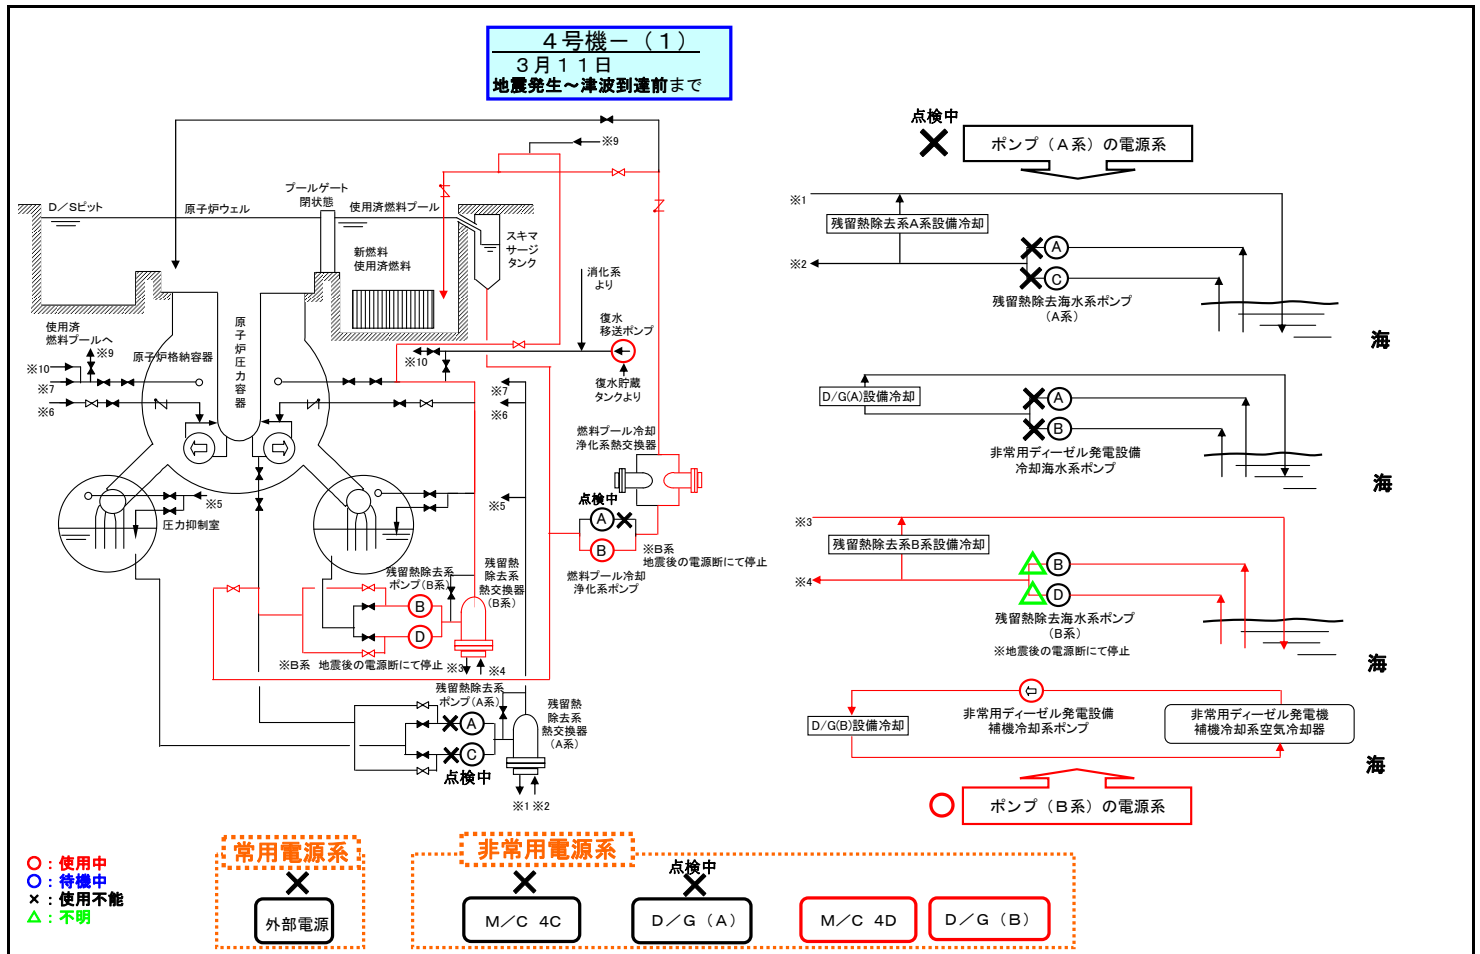 4号機－（1）
3月11日
地震発生～津波到達前まで
※9
D／Sピット
原子炉ウェル
プールゲート
閉状態
使用済燃料プール
スキマ
サージ
タンク
新燃料
使用済燃料
消化系
より
復水
移送ポンプ
※10
復水貯蔵
タンクより
使用済
燃料プールへ
※9
原子炉格納容器
原子炉圧力容器
※10
※7
※6
※7
※6
※5
圧力抑制室
※5
燃料プール冷却
浄化系熱交換器
点検中
A
B
※B系
地震後の電源断にて停止
燃料プール冷却
浄化系ポンプ
残留熱除去系
ポンプ(B系)
残留熱
除去系
熱交換器
(B系)
B
D
※B系 地震後の電源断にて停止
※3
※4
残留熱除去系
ポンプ(A系)
A
C
点検中
残留熱
除去系
熱交換器
(A系)
※1
※2
点検中
ポンプ（A系）の電源系
※1
残留熱除去系A系設備冷却
※2
A
C
残留熱除去海水系ポンプ
(A系)
海
D/G(A)設備冷却
A
B
非常用ディーゼル発電設備
冷却海水系ポンプ
海
※3
残留熱除去系B系設備冷却
※4
B
D
残留熱除去海水系ポンプ
(B系)
※地震後の電源断にて停止
海
D/G(B)設備冷却
非常用ディーゼル発電設備
補機冷却系ポンプ
非常用ディーゼル発電機
補機冷却系空気冷却器
海
ポンプ（B系）の電源系
：使用中
：待機中
：使用不能
：不明
常用電源系
外部電源
非常用電源系
M／C 4C
点検中
D／G（A）
M／C 4D
D／G（B）